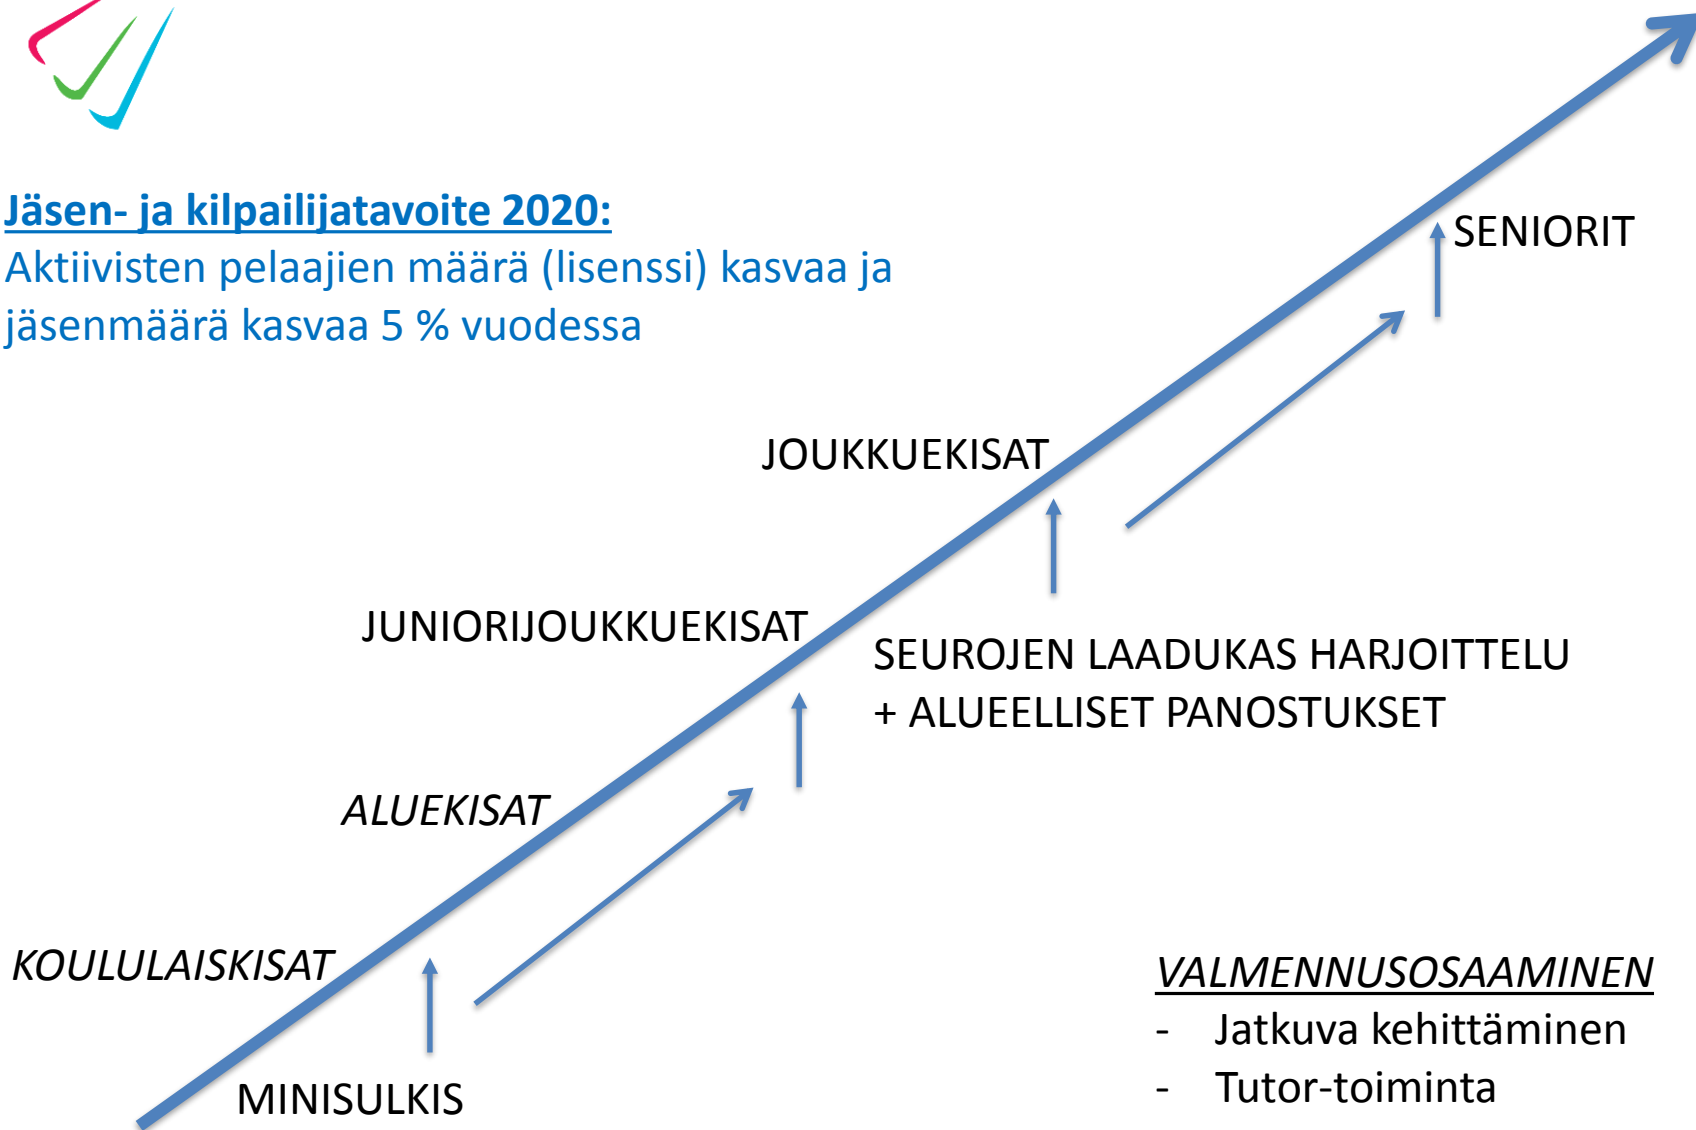 Jäsen- ja kilpailijatavoite 2020:
Aktiivisten pelaajien määrä (lisenssi) kasvaa ja
jäsenmäärä kasvaa 5 % vuodessa
SENIORIT
JOUKKUEKISAT
JUNIORIJOUKKUEKISAT
SEUROJEN LAADUKAS HARJOITTELU
+ ALUEELLISET PANOSTUKSET
ALUEKISAT
KOULULAISKISAT
MINISULKIS
VALMENNUSOSAAMINEN
- Jatkuva kehittäminen
- Tutor-toiminta